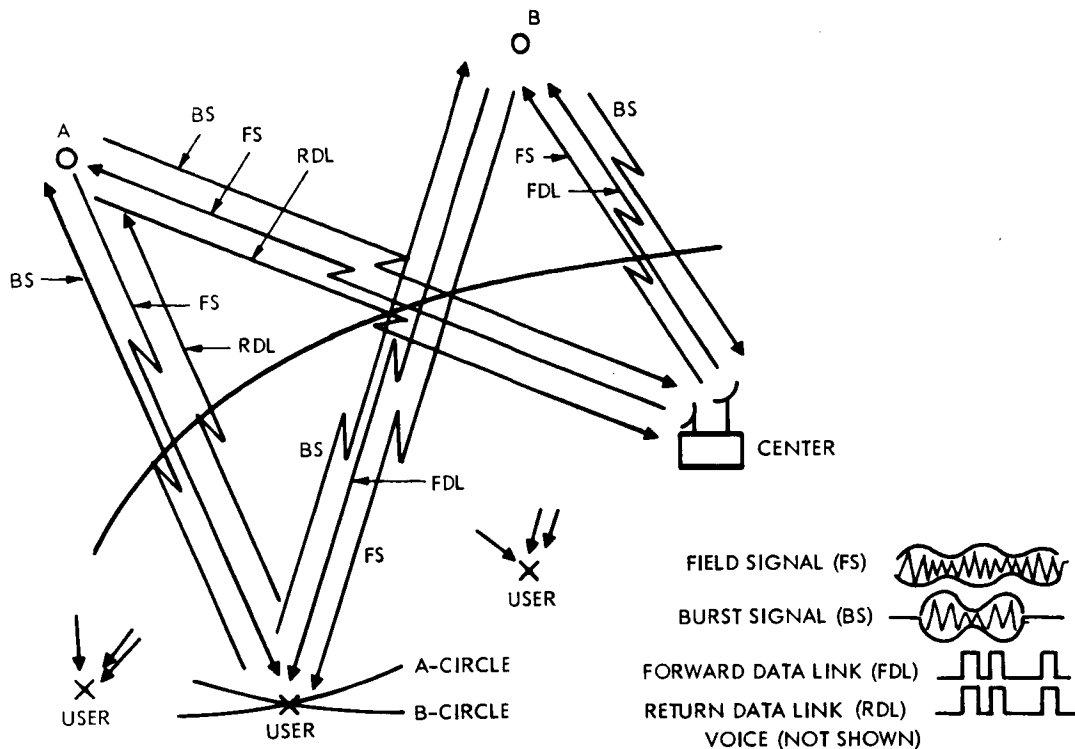 B
A
BS
FS
RDL
BS
FS
FDL
BS
FS
RDL
BS
FDL
FS
CENTER
USER
USER
A-CIRCLE
B-CIRCLE
USER
FIELD SIGNAL (FS)
BURST SIGNAL (BS)
FORWARD DATA LINK (FDL)
RETURN DATA LINK (RDL)
VOICE (NOT SHOWN)